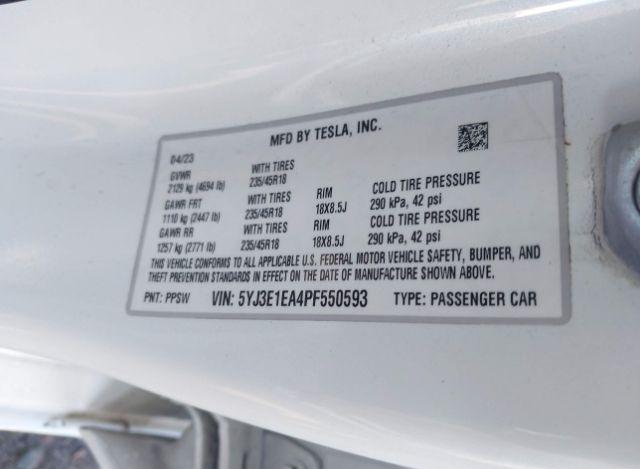 MFD BY TESLA, INC.
04/23
GVWR WITH TIRES
2129 kg (4694 lb) 235/45R18 RIM COLD TIRE PRESSURE
GAWR FRT WITH TIRES 18X8.5J 290 kPa, 42 psi
1110 kg (2447 lb) 235/45R18 RIM COLD TIRE PRESSURE
GAWR RR WITH TIRES 18X8.5J 290 kPa, 42 psi
1257 kg (2771 lb) 235/45R18
THIS VEHICLE CONFORMS TO ALL APPLICABLE U.S. FEDERAL MOTOR VEHICLE SAFETY, BUMPER, AND
THEFT PREVENTION STANDARDS IN EFFECT ON THE DATE OF MANUFACTURE SHOWN ABOVE.
PNT: PPSW VIN: 5YJ3E1EA4PF550593 TYPE: PASSENGER CAR